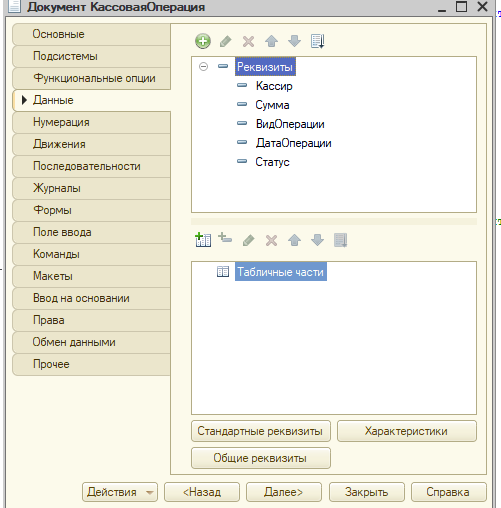 Документ КассоваяОперация
Основные
Подсистемы
Функциональные опции
Данные
Нумерация
Движения
Последовательности
Журналы
Формы
Поле ввода
Команды
Макеты
Ввод на основании
Права
Обмен данными
Прочее
Реквизиты
Кассир
Сумма
ВидОперации
ДатаОперации
Статус
Табличные части
Стандартные реквизиты
Характеристики
Общие реквизиты
Действия
<Назад
Далее>
Закрыть
Справка